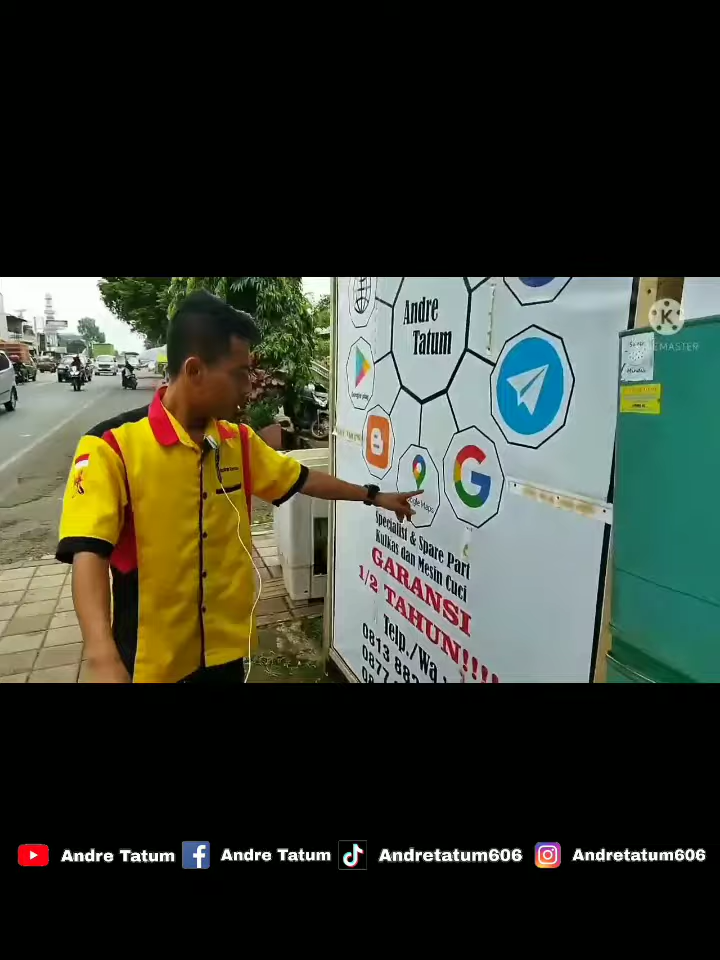 Andre
Tatum
Google play
Google Maps
Specialist & Spare Part
Kulkas dan Mesin Cuci
GARANSI
1/2 TAHUN!!!!
Telp./Wa.
0813 88
0877
KINEMASTER
Andre Tatum
Andre Tatum
Andretatum606
Andretatum606